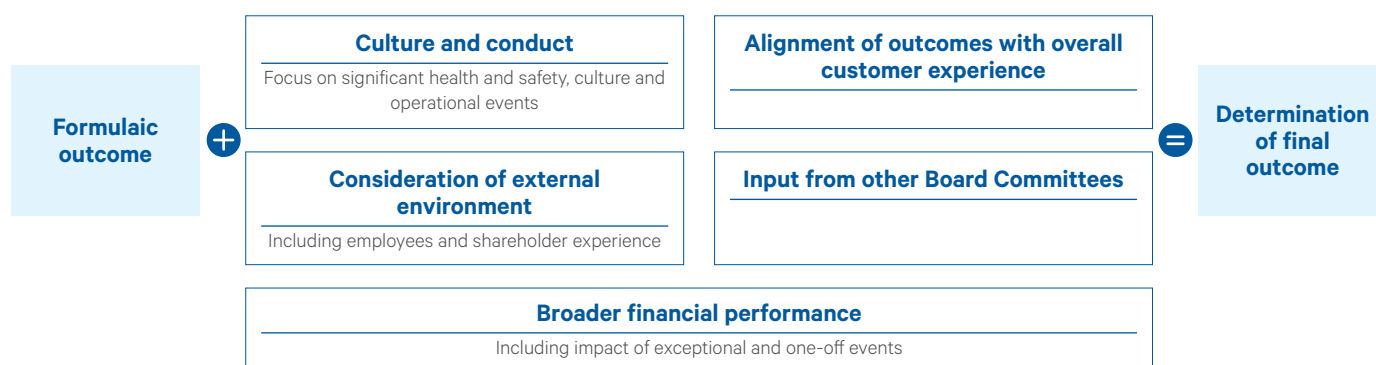 Formulaic
outcome
+
Culture and conduct
Focus on significant health and safety, culture and
operational events
Alignment of outcomes with overall
customer experience
Consideration of external
environment
Including employees and shareholder experience
Input from other Board Committees
Broader financial performance
Including impact of exceptional and one-off events
=
Determination
of final
outcome